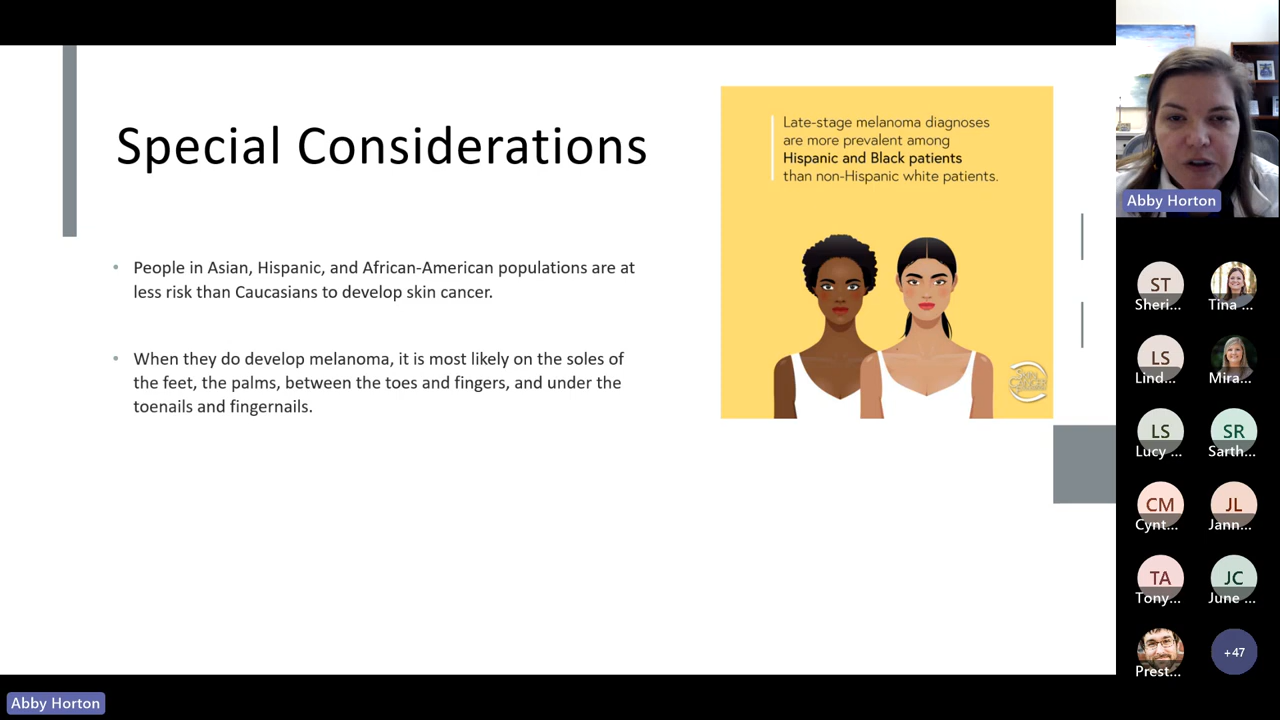 Special Considerations
Late-stage melanoma diagnoses
are more prevalent among
Hispanic and Black patients
than non-Hispanic white patients.
• People in Asian, Hispanic, and African-American populations are at
less risk than Caucasians to develop skin cancer.
• When they do develop melanoma, it is most likely on the soles of
the feet, the palms, between the toes and fingers, and under the
toenails and fingernails.
Abby Horton
ST
Sheri...
Tina ...
LS
Lind...
Mira...
LS
Lucy ...
SR
Sarth...
CM
Cynt...
JL
Jann...
TA
Tony...
JC
June ...
Prest...
+47
Abby Horton